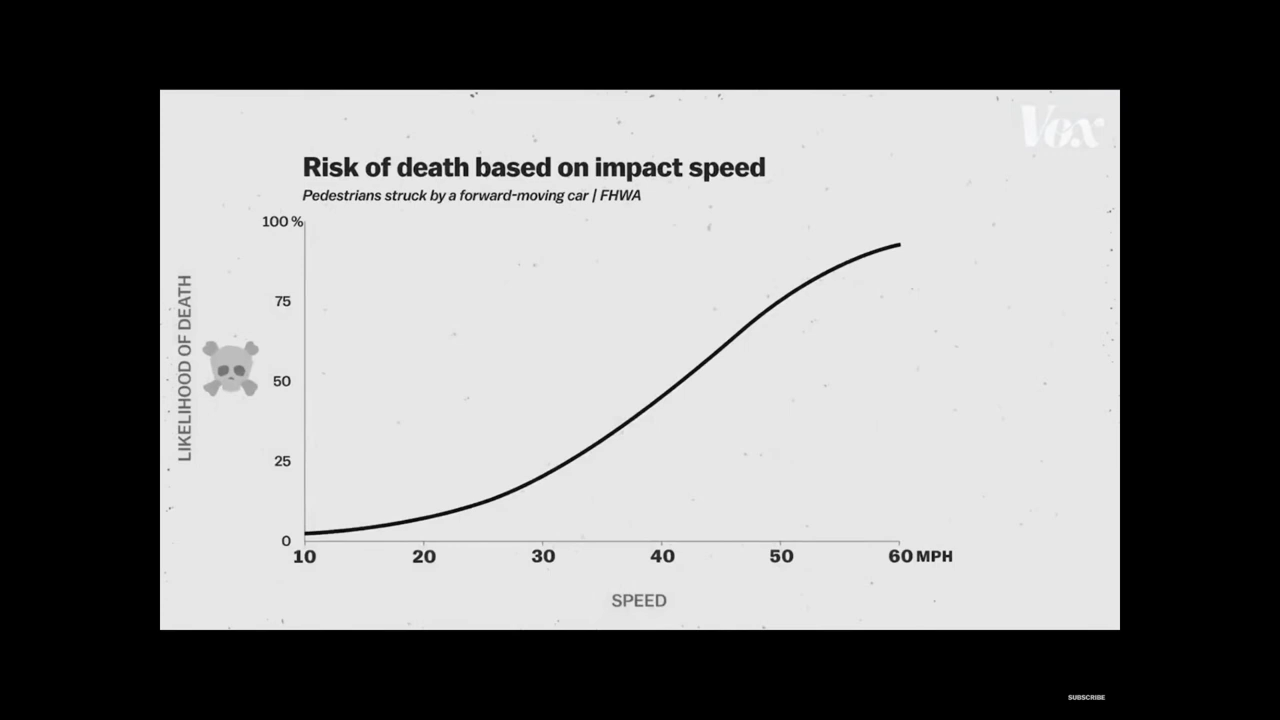 Vox
Risk of death based on impact speed
Pedestrians struck by a forward-moving car | FHWA
100 %
75
50
25
0
LIKELIHOOD OF DEATH
10 20 30 40 50 60 MPH
SPEED
SUBSCRIBE